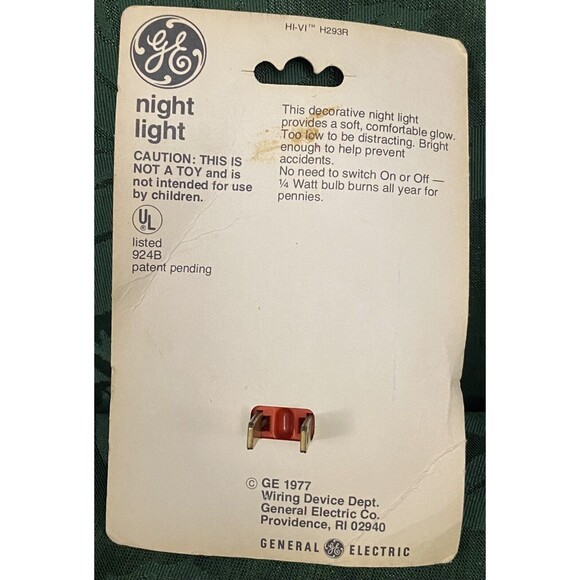 HI-VI™ H293R
GE
night
light
CAUTION: THIS IS
NOT A TOY and is
not intended for use
by children.
UL®
listed
924B
patent pending
This decorative night light
provides a soft, comfortable glow.
Too low to be distracting. Bright
enough to help prevent
accidents.
No need to switch On or Off —
¼ Watt bulb burns all year for
pennies.
© GE 1977
Wiring Device Dept.
General Electric Co.
Providence, RI 02940
GENERAL GE ELECTRIC